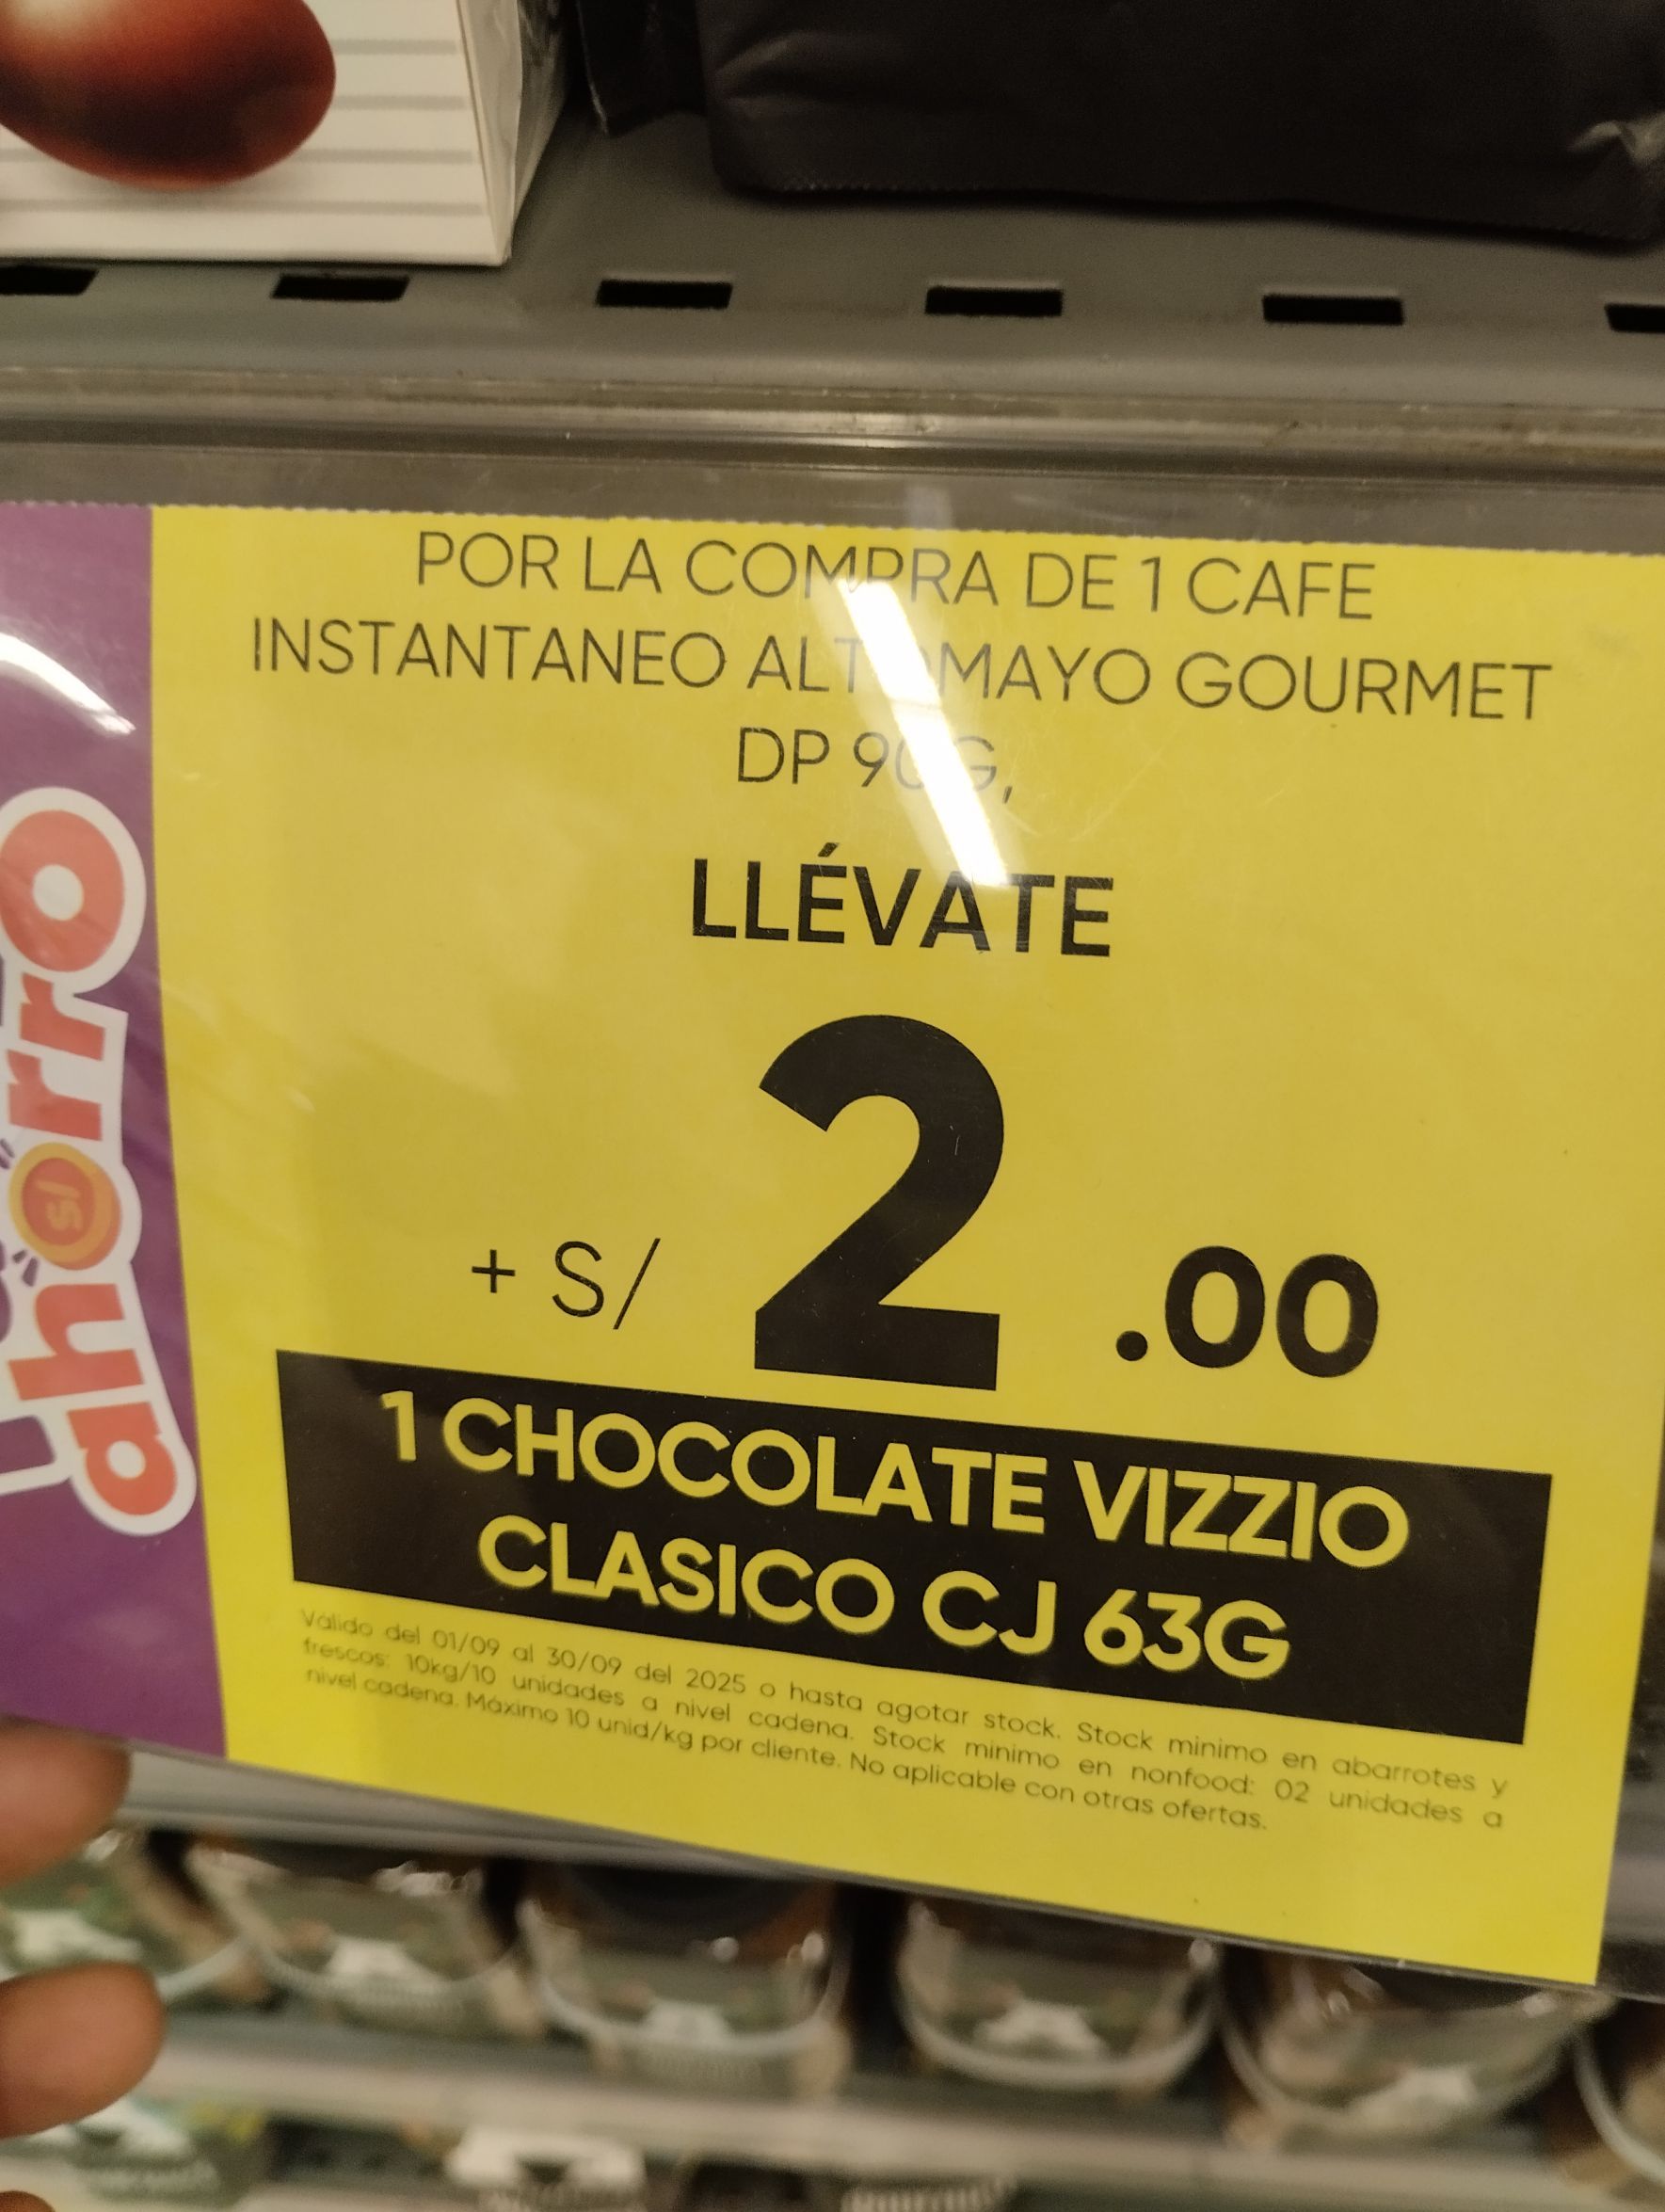 POR LA COMPRA DE 1 CAFE
INSTANTANEO ALTOMAYO GOURMET
DP 90G,
LLÉVATE
+ S/ 2.00
1 CHOCOLATE VIZZIO
CLASICO CJ 63G
Válido del 01/09 al 30/09 del 2025 o hasta agotar stock. Stock mínimo en abarrotes y
frescos: 10kg/10 unidades a nivel cadena. Stock mínimo en nonfood: 02 unidades a
nivel cadena. Máximo 10 unid/kg por cliente. No aplicable con otras ofertas.
ahorro
S/